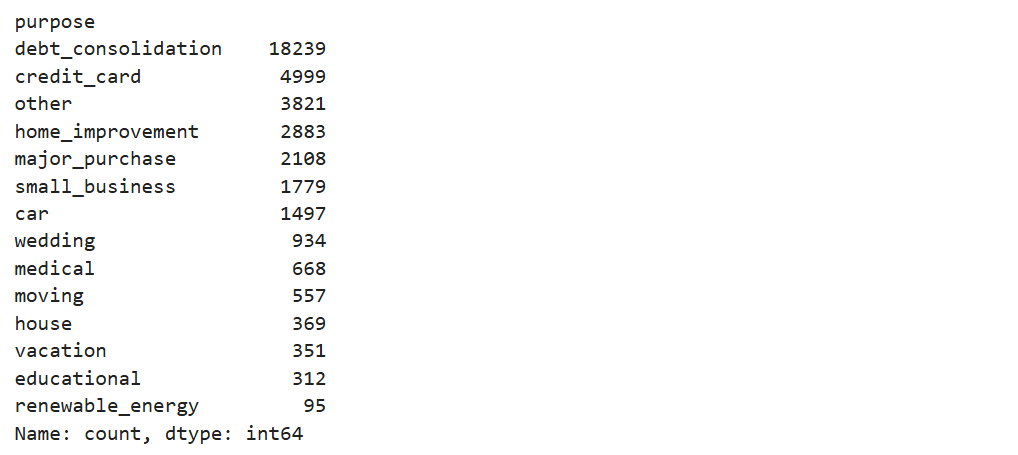 purpose
debt_consolidation    18239
credit_card            4999
other                  3821
home_improvement       2883
major_purchase         2108
small_business         1779
car                    1497
wedding                 934
medical                 668
moving                  557
house                   369
vacation                351
educational             312
renewable_energy         95
Name: count, dtype: int64